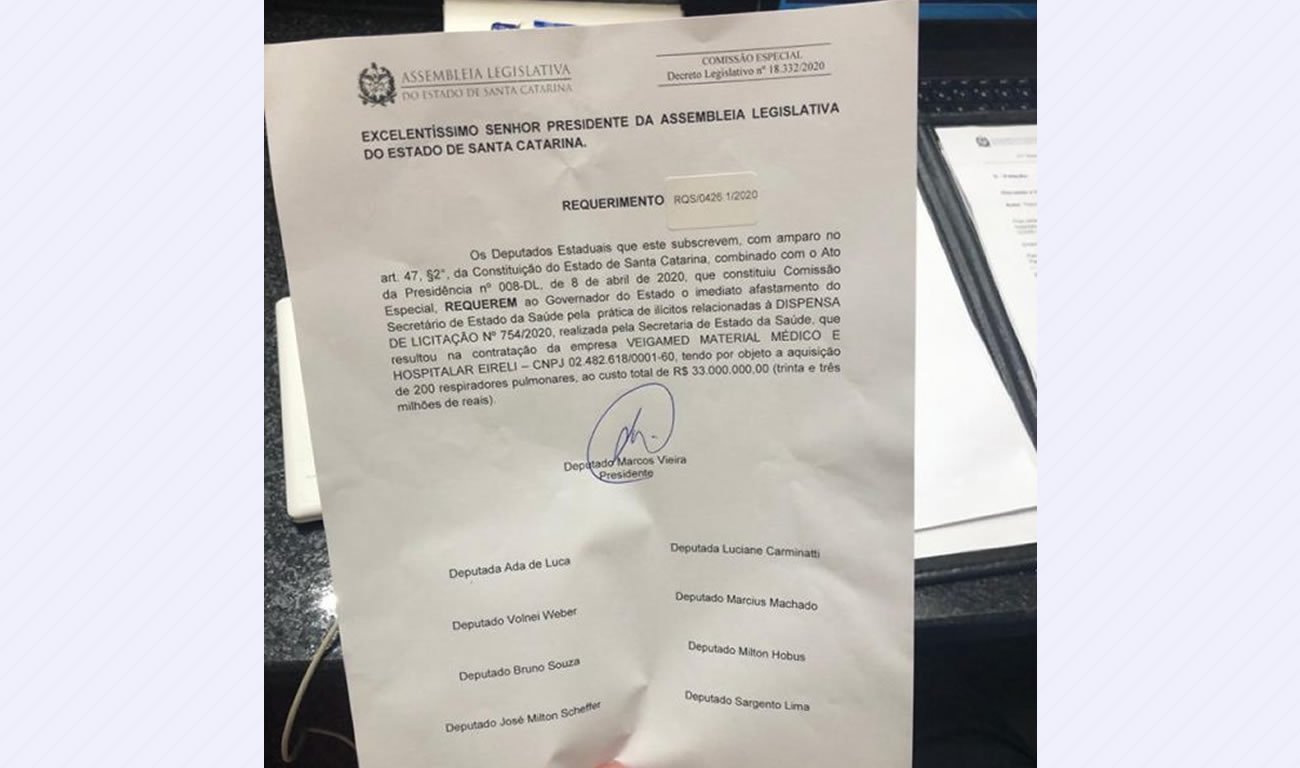 ASSEMBLEIA LEGISLATIVA
DO ESTADO DE SANTA CATARINA
COMISSÃO ESPECIAL
Decreto Legislativo nº 18.332/2020
EXCELENTÍSSIMO SENHOR PRESIDENTE DA ASSEMBLEIA LEGISLATIVA
DO ESTADO DE SANTA CATARINA.
REQUERIMENTO RQS/0426.1/2020
Os Deputados Estaduais que este subscrevem, com amparo no
art. 47, §2°, da Constituição do Estado de Santa Catarina, combinado com o Ato
da Presidência nº 008-DL, de 8 de abril de 2020, que constituiu Comissão
Especial, REQUEREM ao Governador do Estado o imediato afastamento do
Secretário de Estado da Saúde pela prática de ilícitos relacionadas à DISPENSA
DE LICITAÇÃO Nº 754/2020, realizada pela Secretaria de Estado da Saúde, que
resultou na contratação da empresa VEIGAMED MATERIAL MÉDICO E
HOSPITALAR EIRELI – CNPJ 02.482.618/0001-60, tendo por objeto a aquisição
de 200 respiradores pulmonares, ao custo total de R$ 33.000.000,00 (trinta e três
milhões de reais).
Deputado Marcos Vieira
Presidente
Deputada Ada de Luca
Deputada Luciane Carminatti
Deputado Volnei Weber
Deputado Marcius Machado
Deputado Bruno Souza
Deputado Milton Hobus
Deputado José Milton Scheffer
Deputado Sargento Lima